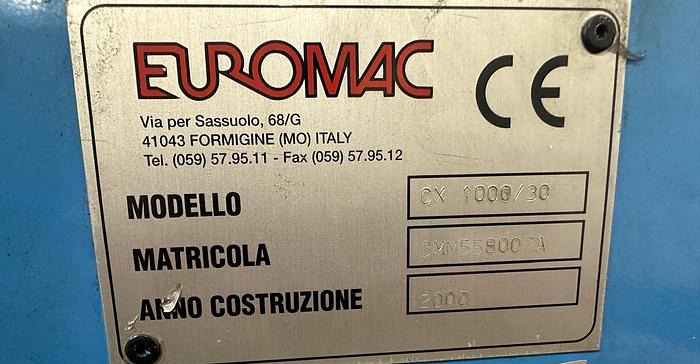 EUROMAC CE
Via per Sassuolo, 68/G
41043 FORMIGINE (MO) ITALY
Tel. (059) 57.95.11 - Fax (059) 57.95.12
MODELLO CX 1000/30
MATRICOLA
ANNO COSTRUZIONE 2000